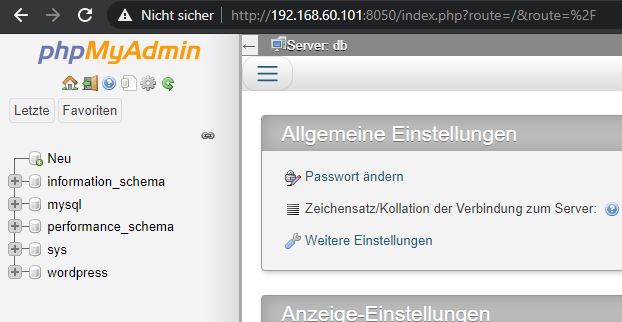 Nicht sicher | http://192.168.60.101:8050/index.php?route=/&route=%2F
phpMyAdmin
Letzte Favoriten
Neu
information_schema
mysql
performance_schema
sys
wordpress
Server: db
Allgemeine Einstellungen
Passwort ändern
Zeichensatz/Kollation der Verbindung zum Server:
Weitere Einstellungen
Anzeige-Einstellungen